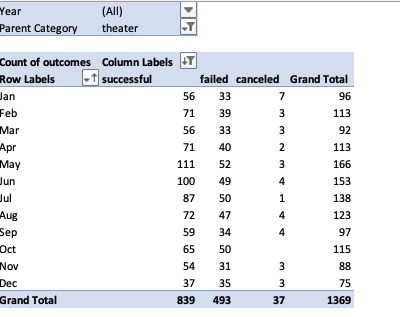 Year (All)
Parent Category theater
Count of outcomes Column Labels
Row Labels successful failed canceled Grand Total
Jan 56 33 7 96
Feb 71 39 3 113
Mar 56 33 3 92
Apr 71 40 2 113
May 111 52 3 166
Jun 100 49 4 153
Jul 87 50 1 138
Aug 72 47 4 123
Sep 59 34 4 97
Oct 65 50 115
Nov 54 31 3 88
Dec 37 35 3 75
Grand Total 839 493 37 1369